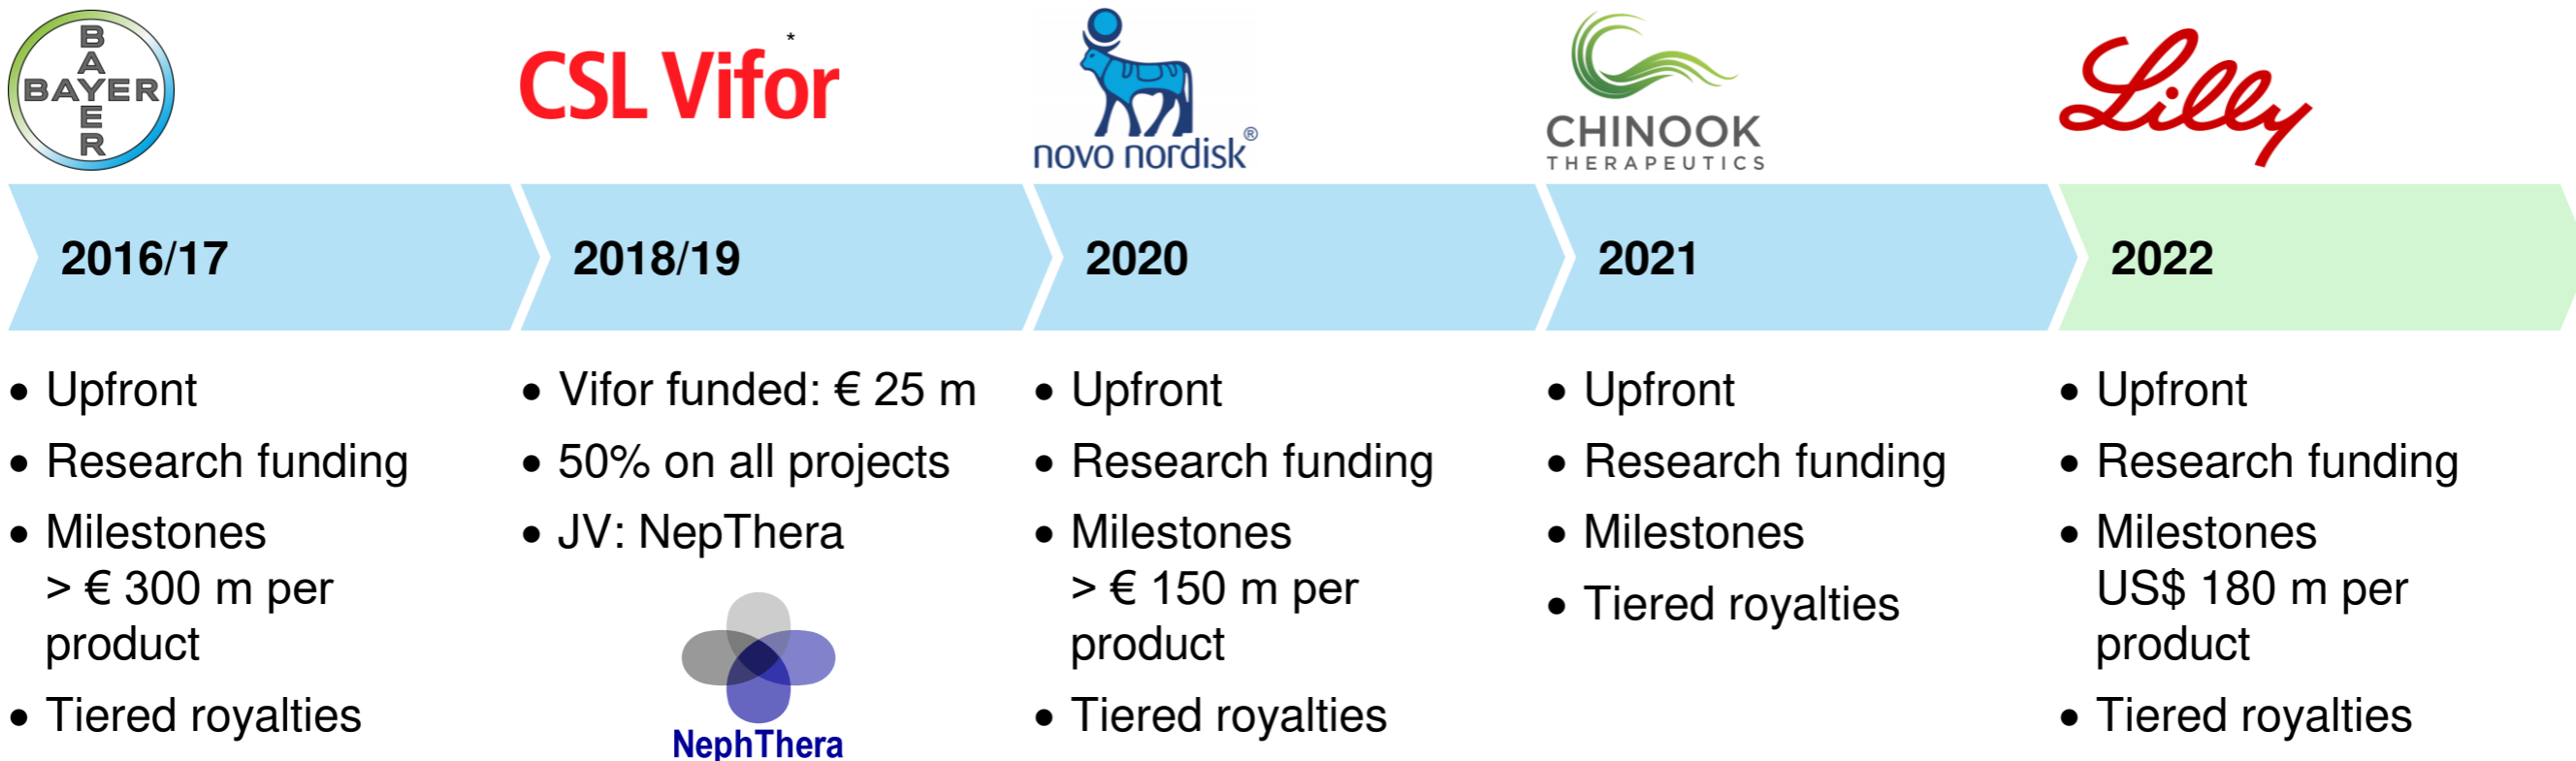 BAYER
BAYER
*
CSL Vifor
novo nordisk®
CHINOOK
THERAPEUTICS
Lilly
2016/17
2018/19
2020
2021
2022
• Upfront
• Research funding
• Milestones
> € 300 m per
product
• Tiered royalties
• Vifor funded: € 25 m
• 50% on all projects
• JV: NepThera
NephThera
• Upfront
• Research funding
• Milestones
> € 150 m per
product
• Tiered royalties
• Upfront
• Research funding
• Milestones
• Tiered royalties
• Upfront
• Research funding
• Milestones
US$ 180 m per
product
• Tiered royalties